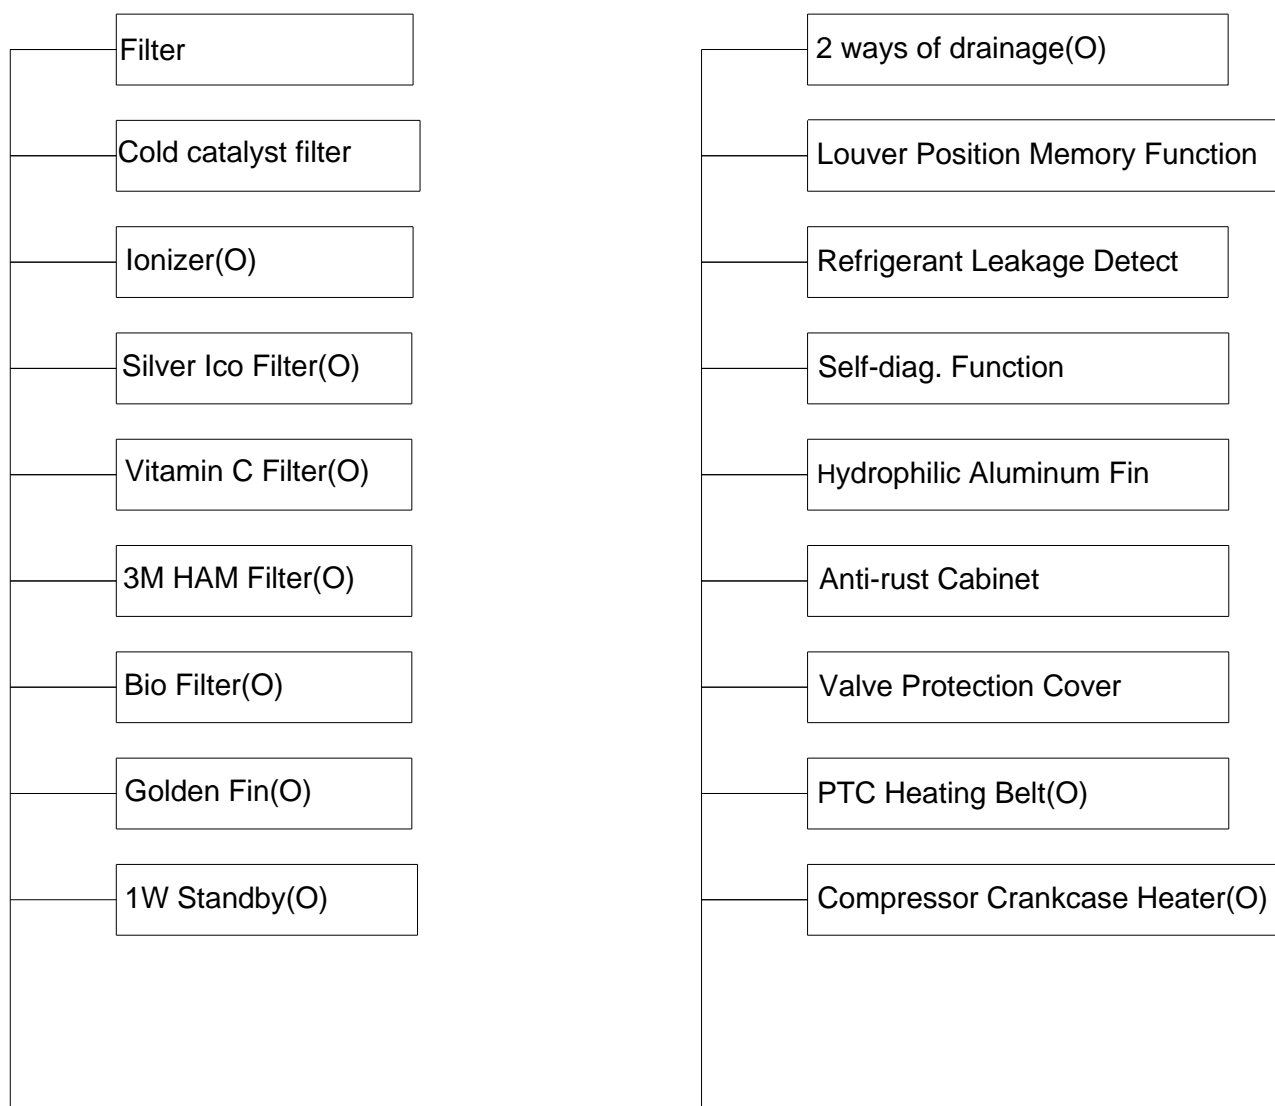 Filter
Cold catalyst filter
Ionizer(O)
Silver Ico Filter(O)
Vitamin C Filter(O)
3M HAM Filter(O)
Bio Filter(O)
Golden Fin(O)
1W Standby(O)
2 ways of drainage(O)
Louver Position Memory Function
Refrigerant Leakage Detect
Self-diag. Function
Hydrophilic Aluminum Fin
Anti-rust Cabinet
Valve Protection Cover
PTC Heating Belt(O)
Compressor Crankcase Heater(O)